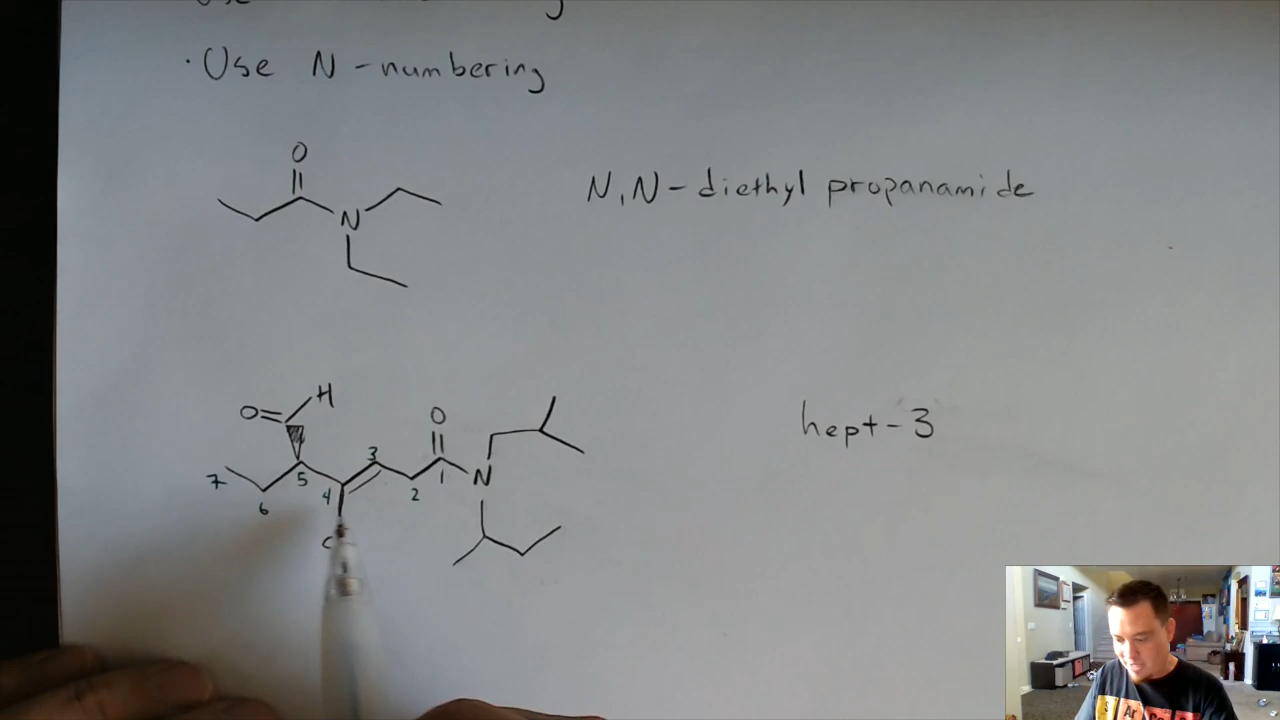 · Use N-numbering
O
N
N,N-diethyl propanamide
H
O
O
3
hept-3
7
5
4
2
1
N
6
C